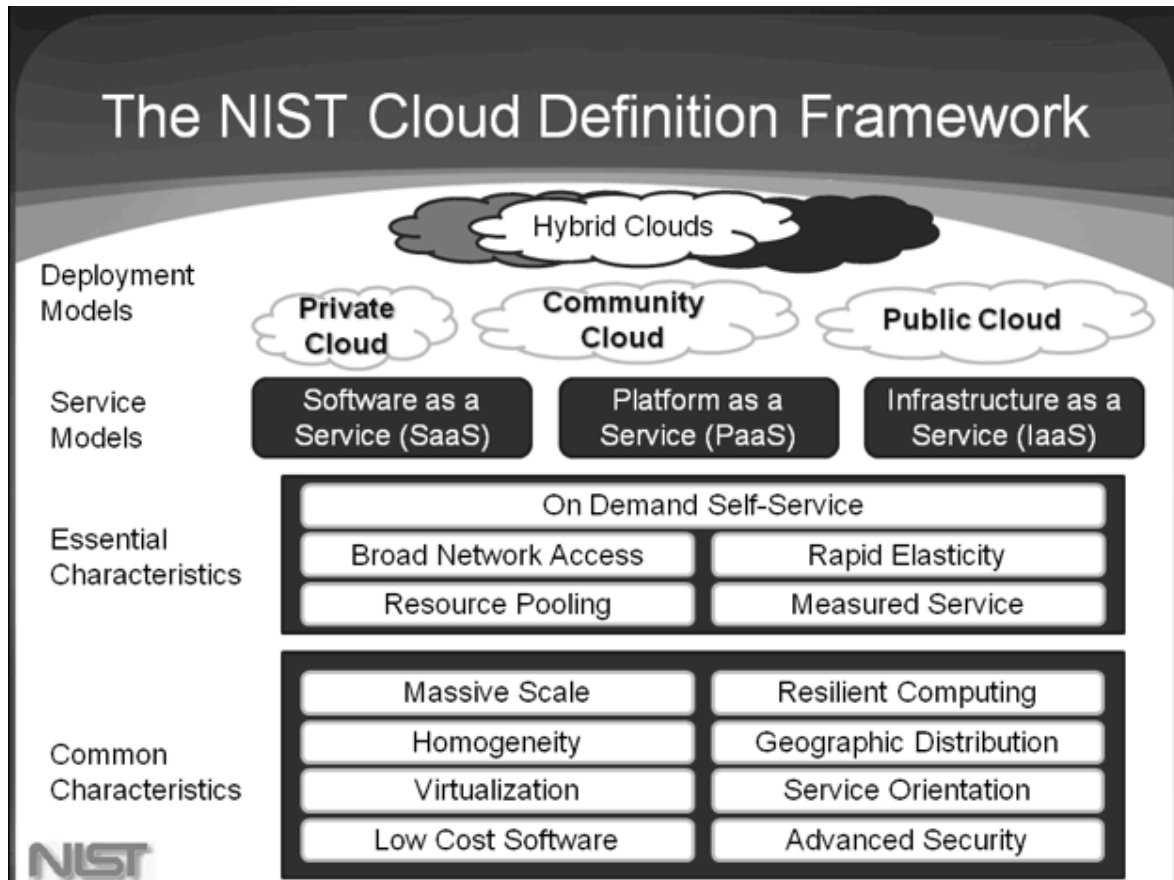 The NIST Cloud Definition Framework
Hybrid Clouds
Deployment
Models
Private
Cloud
Community
Cloud
Public Cloud
Service
Models
Software as a
Service (SaaS)
Platform as a
Service (PaaS)
Infrastructure as a
Service (IaaS)
Essential
Characteristics
On Demand Self-Service
Broad Network Access
Rapid Elasticity
Resource Pooling
Measured Service
Common
Characteristics
Massive Scale
Resilient Computing
Homogeneity
Geographic Distribution
Virtualization
Service Orientation
Low Cost Software
Advanced Security
NIST